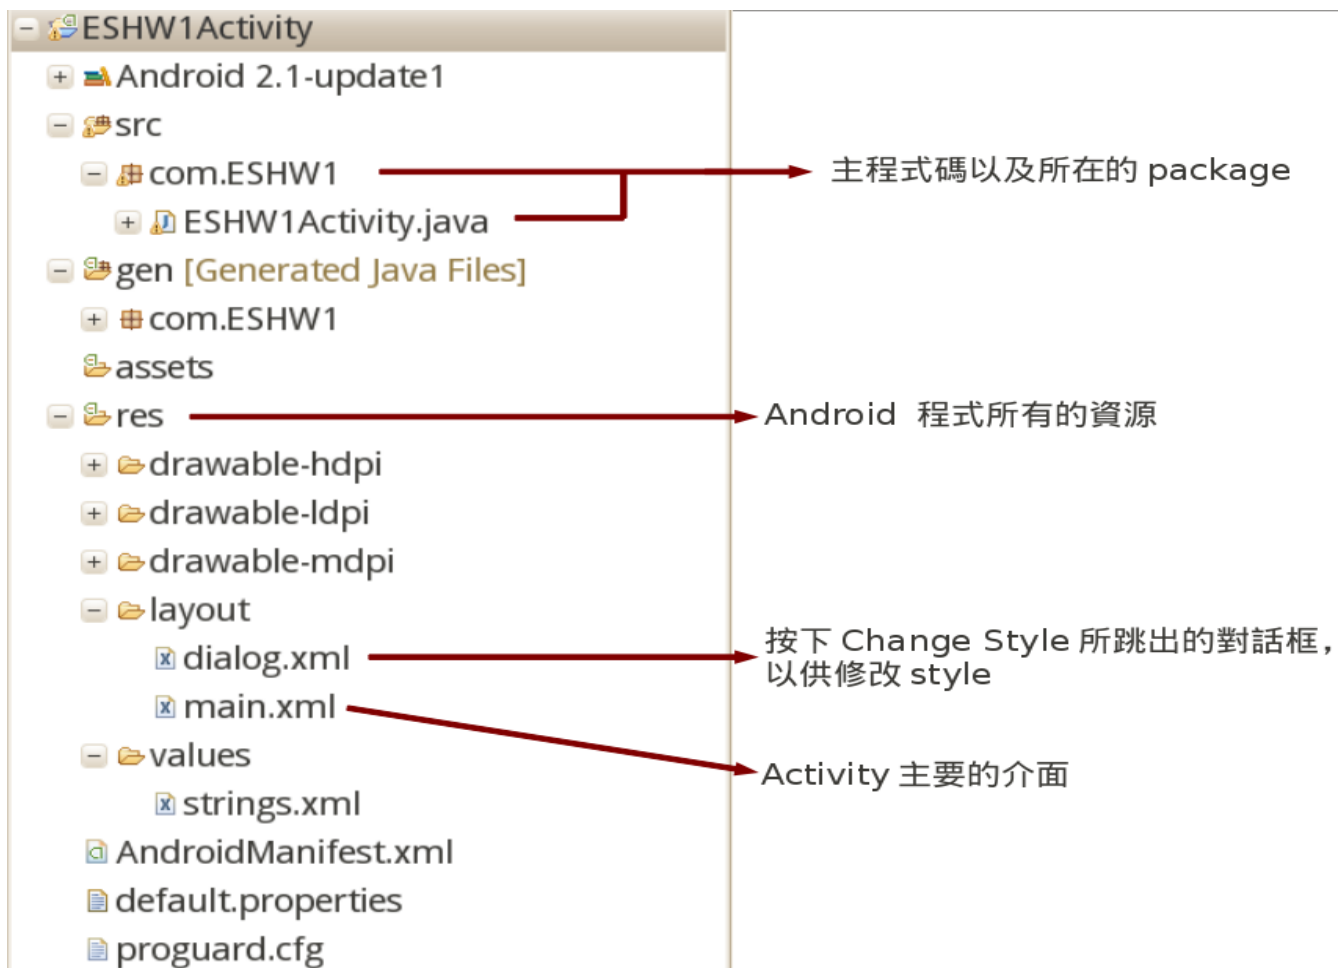 ESHW1Activity
Android 2.1-update1
src
com.ESHW1
主程式碼以及所在的 package
ESHW1Activity.java
gen [Generated Java Files]
com.ESHW1
assets
res
Android 程式所有的資源
drawable-hdpi
drawable-ldpi
drawable-mdpi
layout
dialog.xml
按下 Change Style 所跳出的對話框，
以供修改 style
main.xml
values
Activity 主要的介面
strings.xml
AndroidManifest.xml
default.properties
proguard.cfg